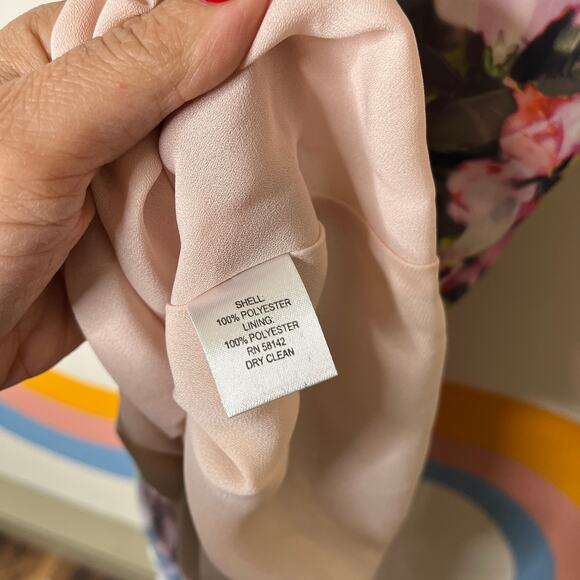 SHELL:
100% POLYESTER
LINING:
100% POLYESTER
RN 58142
DRY CLEAN